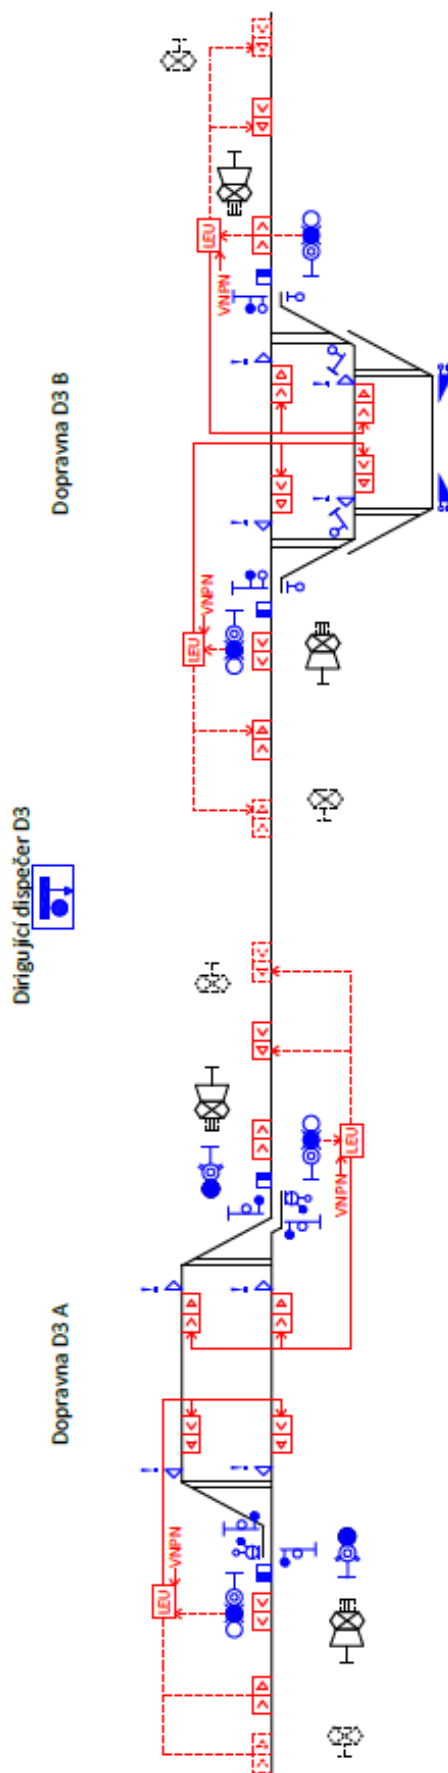 Dopravna D3 A
Dirigující dispečer D3
Dopravna D3 B
LEU
VNPN
LEU
VNPN
LEU
VNPN
LEU
VNPN